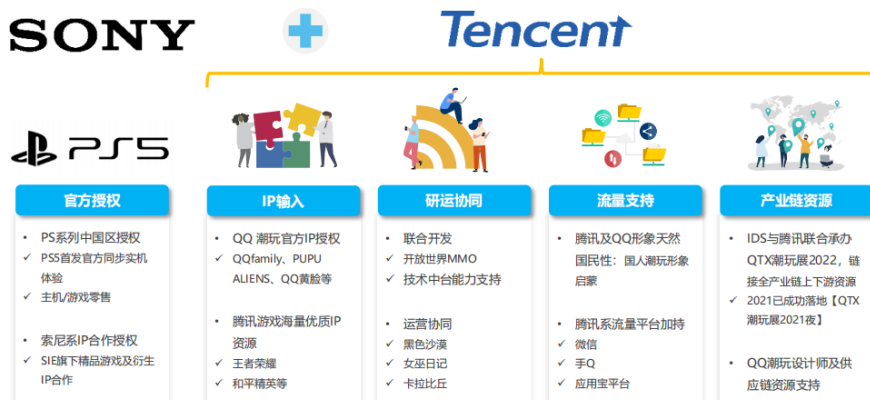 SONY
Tencent
PS5
官方授权
• PS系列中国区授权
✓ PS5首发官方同步实机
体验
✓ 主机/游戏零售
• 索尼系IP合作授权
✓ SIE旗下精品游戏及衍生
IP合作
IP输入
• QQ 潮玩官方IP授权
✓ QQfamily、PUPU
ALIENS、QQ黄脸等
• 腾讯游戏海量优质IP
资源
✓ 王者荣耀
✓ 和平精英等
研运协同
• 联合开发
✓ 开放世界MMO
✓ 技术中台能力支持
• 运营协同
✓ 黑色沙漠
✓ 女巫日记
✓ 卡拉比丘
流量支持
• 腾讯及QQ形象天然
国民性：国人潮玩形象
启蒙
• 腾讯系流量平台加持
✓ 微信
✓ 手Q
✓ 应用宝平台
产业链资源
• IDS与腾讯联合承办
QTX潮玩展2022，链
接全产业链上下游资源
✓ 2021已成功落地【QTX
潮玩展2021夜】
• QQ潮玩设计师及供
应链资源支持